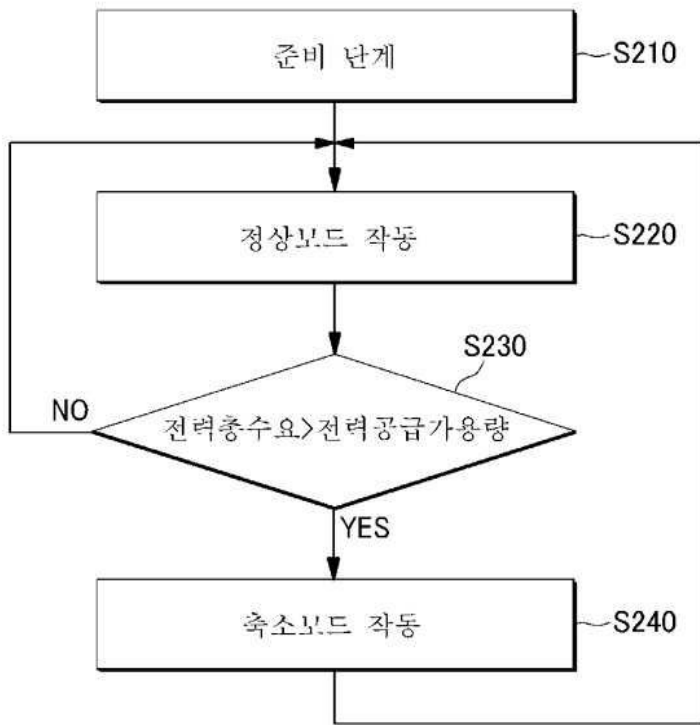 준비 단계
S210
정상모드 작동
S220
S230
전력총수요>전력공급가용량
NO
YES
축소모드 작동
S240